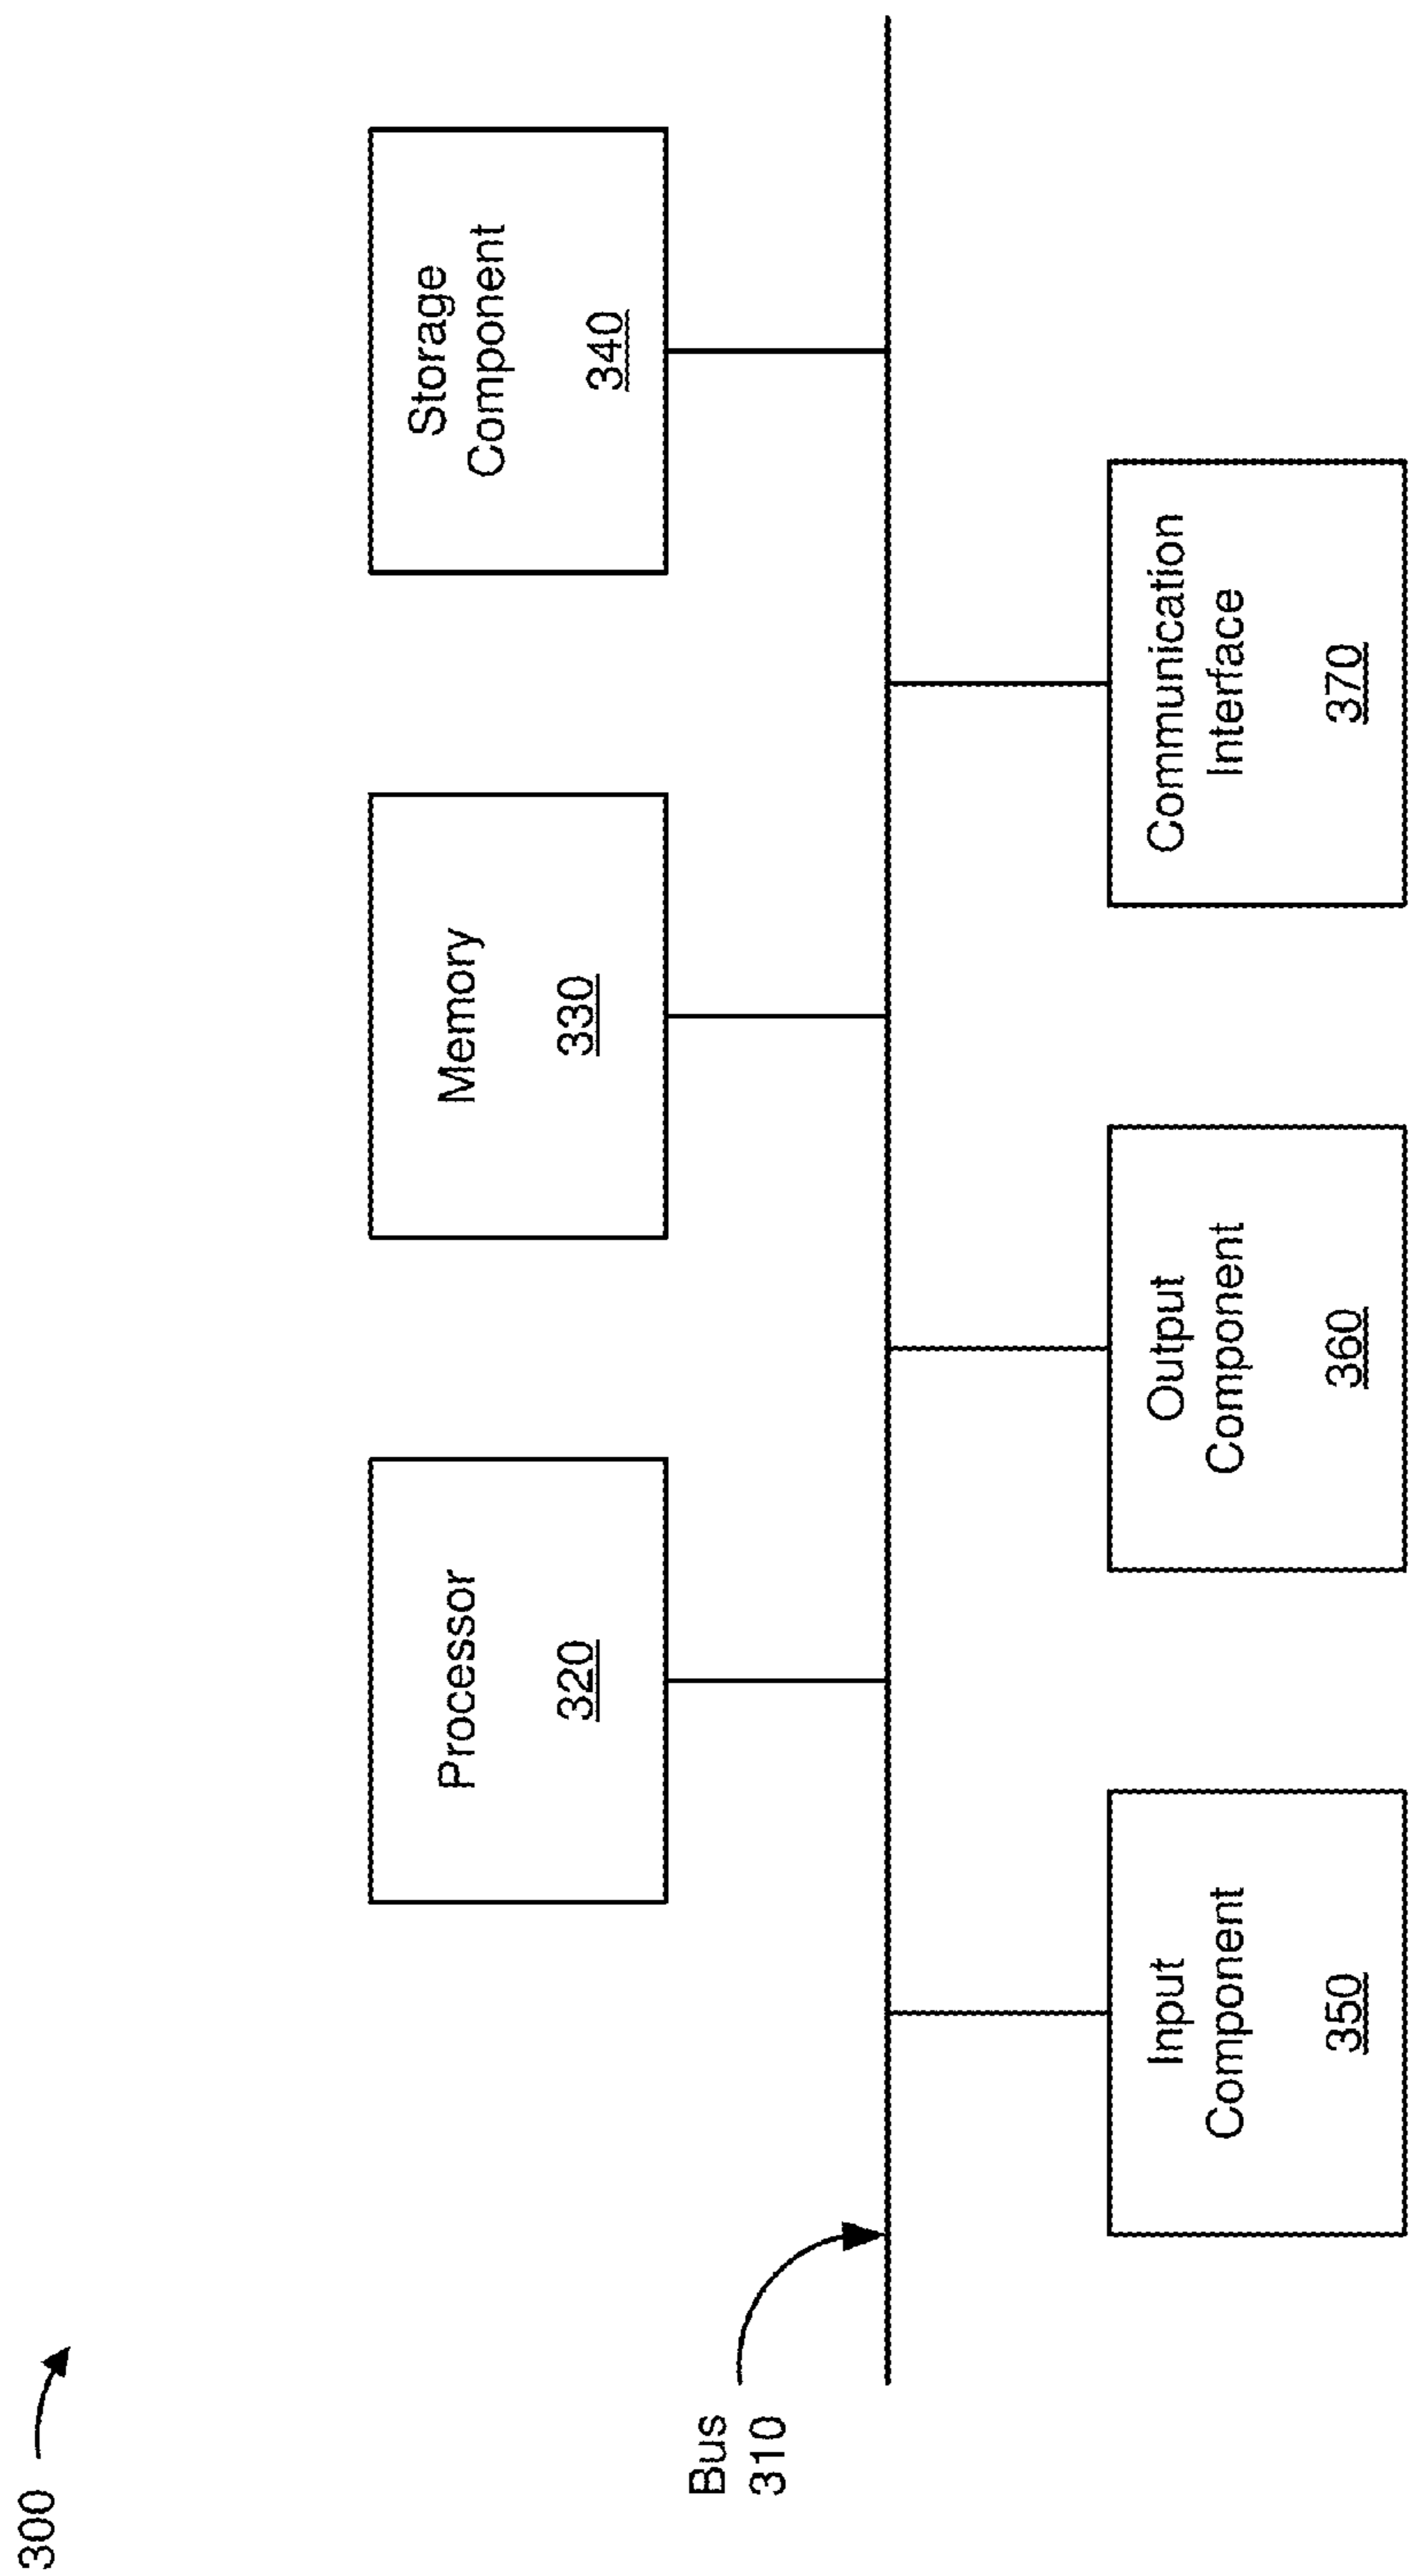 300
Bus
310
Processor
320
Memory
330
Storage
Component
340
Input
Component
350
Output
Component
360
Communication
Interface
370